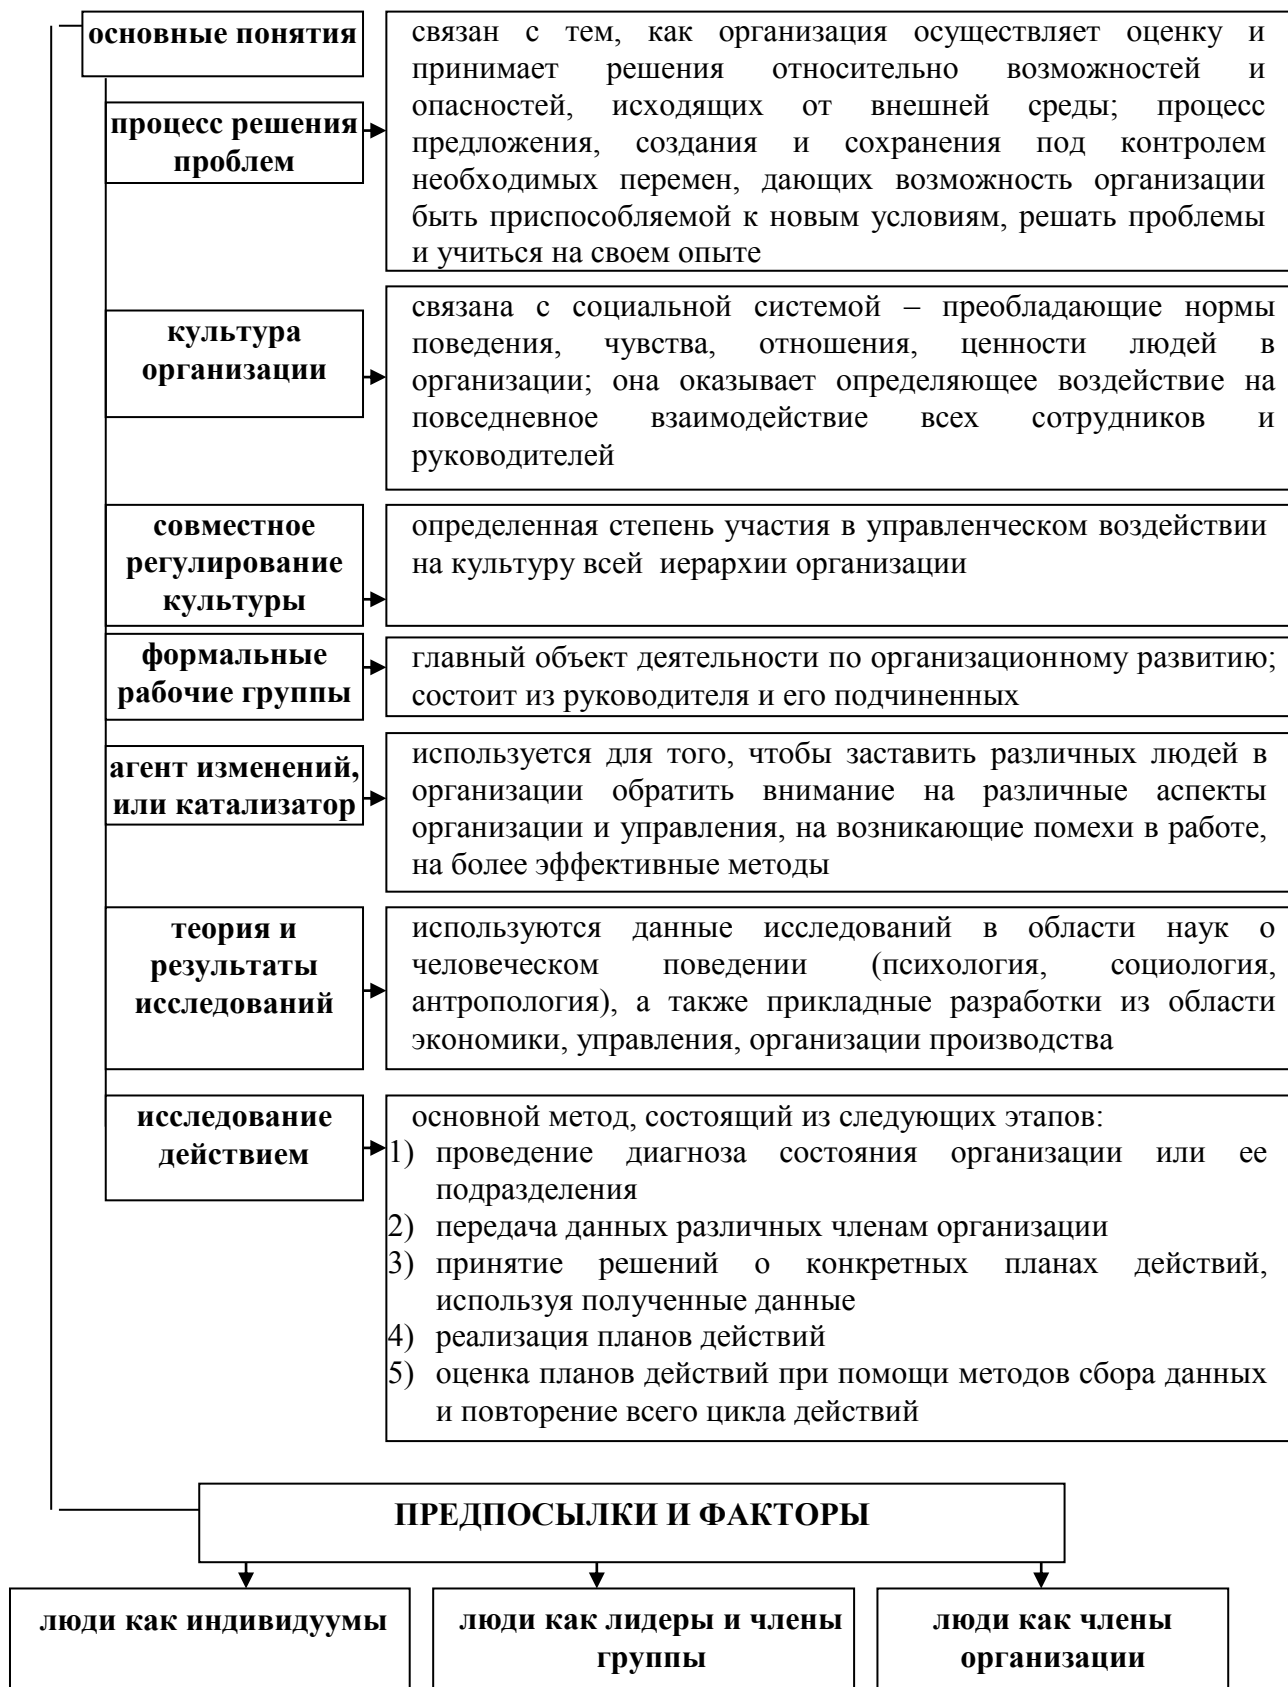 основные понятия
связан с тем, как организация осуществляет оценку и
принимает решения относительно возможностей и
опасностей, исходящих от внешней среды; процесс
предложения, создания и сохранения под контролем
необходимых перемен, дающих возможность организации
быть приспособляемой к новым условиям, решать проблемы
и учиться на своем опыте
процесс решения
проблем
культура
организации
связана с социальной системой – преобладающие нормы
поведения, чувства, отношения, ценности людей в
организации; она оказывает определяющее воздействие на
повседневное взаимодействие всех сотрудников и
руководителей
совместное
регулирование
культуры
определенная степень участия в управленческом воздействии
на культуру всей иерархии организации
формальные
рабочие группы
главный объект деятельности по организационному развитию;
состоит из руководителя и его подчиненных
агент изменений,
или катализатор
используется для того, чтобы заставить различных людей в
организации обратить внимание на различные аспекты
организации и управления, на возникающие помехи в работе,
на более эффективные методы
теория и
результаты
исследований
используются данные исследований в области наук о
человеческом поведении (психология, социология,
антропология), а также прикладные разработки из области
экономики, управления, организации производства
исследование
действием
основной метод, состоящий из следующих этапов:
1) проведение диагноза состояния организации или ее
подразделения
2) передача данных различных членам организации
3) принятие решений о конкретных планах действий,
используя полученные данные
4) реализация планов действий
5) оценка планов действий при помощи методов сбора данных
и повторение всего цикла действий
ПРЕДПОСЫЛКИ И ФАКТОРЫ
люди как индивидуумы
люди как лидеры и члены
группы
люди как члены
организации